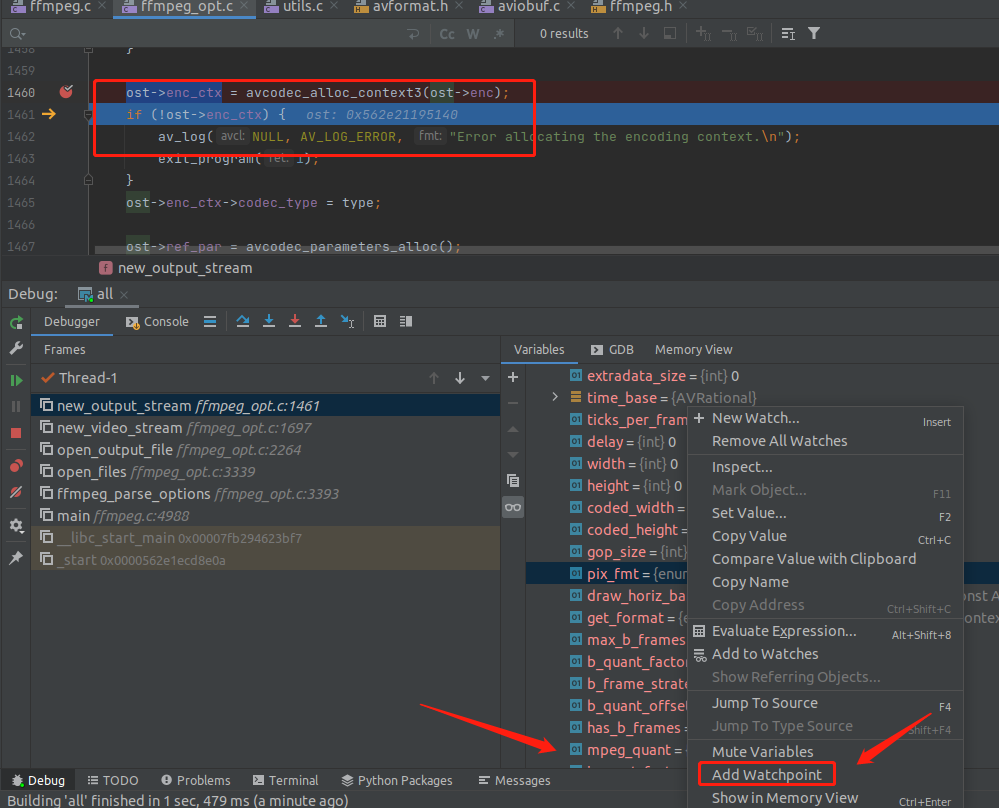 ffmpeg.c ffmpeg_opt.c utils.c avformat.h aviobuf.c ffmpeg.h
Cc W .* 0 results
1458 }
1459
1460 ost->enc_ctx = avcodec_alloc_context3(ost->enc);
1461 if (!ost->enc_ctx) { ost: 0x562e21195140
1462 av_log( avcl: NULL, AV_LOG_ERROR, fmt: "Error allocating the encoding context.\n");
1463 exit_program( ret: 1);
1464 }
1465 ost->enc_ctx->codec_type = type;
1466
1467 ost->ref_par = avcodec_parameters_alloc();
f new_output_stream
Debug: all
Debugger Console
Frames
Thread-1
new_output_stream ffmpeg_opt.c:1461
new_video_stream ffmpeg_opt.c:1697
open_output_file ffmpeg_opt.c:2264
open_files ffmpeg_opt.c:3339
ffmpeg_parse_options ffmpeg_opt.c:3393
main ffmpeg.c:4988
__libc_start_main 0x00007fb294623bf7
_start 0x0000562e1ecd8e0a
Variables GDB Memory View
extradata_size = {int} 0
time_base = {AVRational}
ticks_per_fram
delay = {int} 0
width = {int} 0
height = {int} 0
coded_width =
coded_height =
gop_size = {int}
pix_fmt = {enum
draw_horiz_ba
get_format = {
max_b_frames
b_quant_facto
b_frame_strate
b_quant_offset
has_b_frames =
mpeg_quant = {
New Watch... Insert
Remove All Watches
Inspect...
Mark Object... F11
Set Value... F2
Copy Value Ctrl+C
Compare Value with Clipboard
Copy Name
Copy Address Ctrl+Shift+C
Evaluate Expression... Alt+Shift+8
Add to Watches
Show Referring Objects...
Jump To Source F4
Jump To Type Source Shift+F4
Mute Variables
Add Watchpoint
Show in Memory View Ctrl+Enter
Debug TODO Problems Terminal Python Packages Messages
Building 'all' finished in 1 sec, 479 ms (a minute ago)